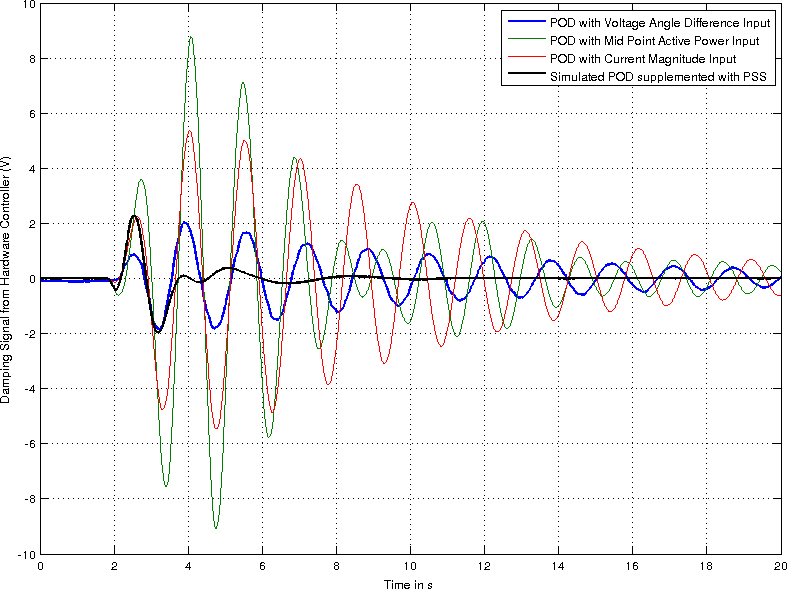 10
8
6
4
2
0
-2
-4
-6
-8
-10
0 2 4 6 8 10 12 14 16 18 20
Time in s
Damping Signal from Hardware Controller (V)
POD with Voltage Angle Difference Input
POD with Mid Point Active Power Input
POD with Current Magnitude Input
Simulated POD supplemented with PSS